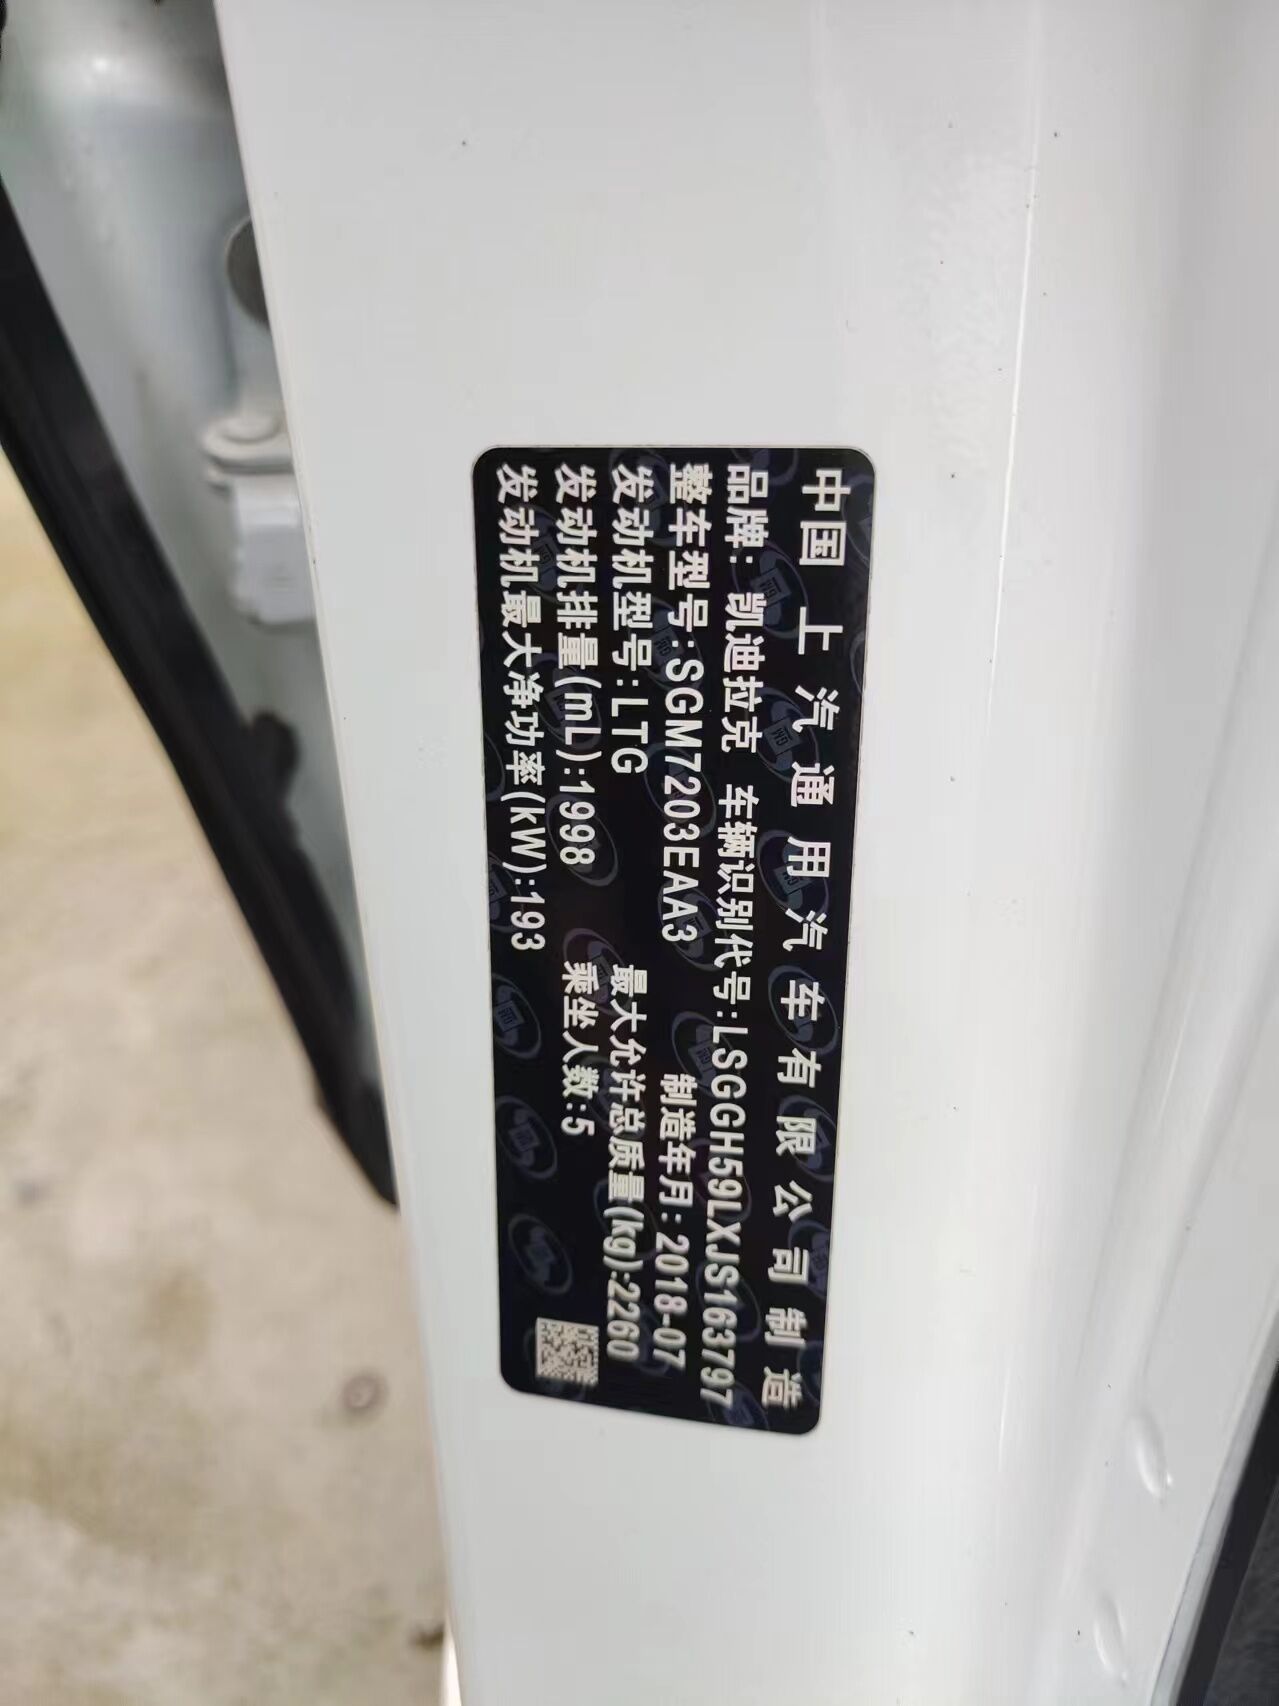 中国 上汽通用汽车有限公司制造
品牌: 凯迪拉克 车辆识别代号:LSGGH59LXJS163797
整车型号:SGM7203EAA3 制造年月:2018-07
发动机型号:LTG 最大允许总质量(kg):2260
发动机排量(mL):1998 乘坐人数:5
发动机最大净功率(kW):193